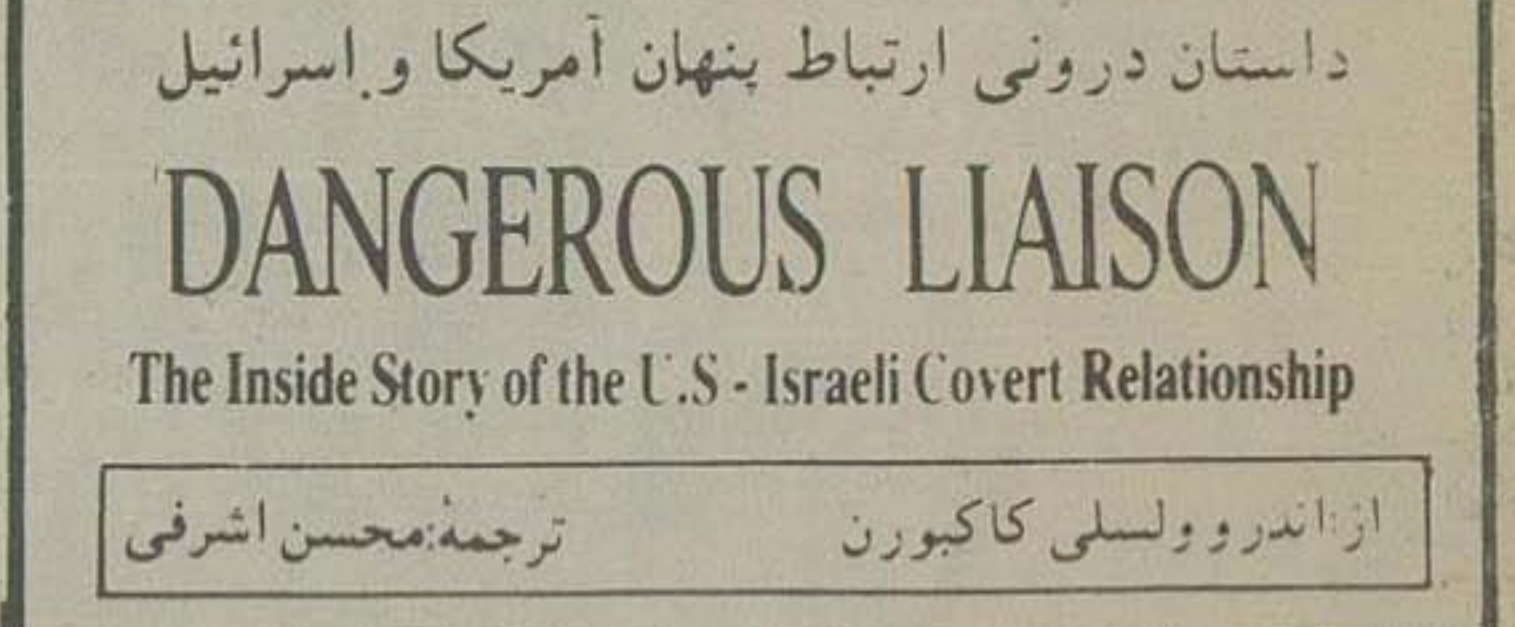 داستان درونی ارتباط پنهان آمریکا و اسرائیل
DANGEROUS LIAISON
The Inside Story of the U.S - Israeli Covert Relationship
از:اندرو ولسلی کاکبورن ترجمهٔ:محسن اشرفی